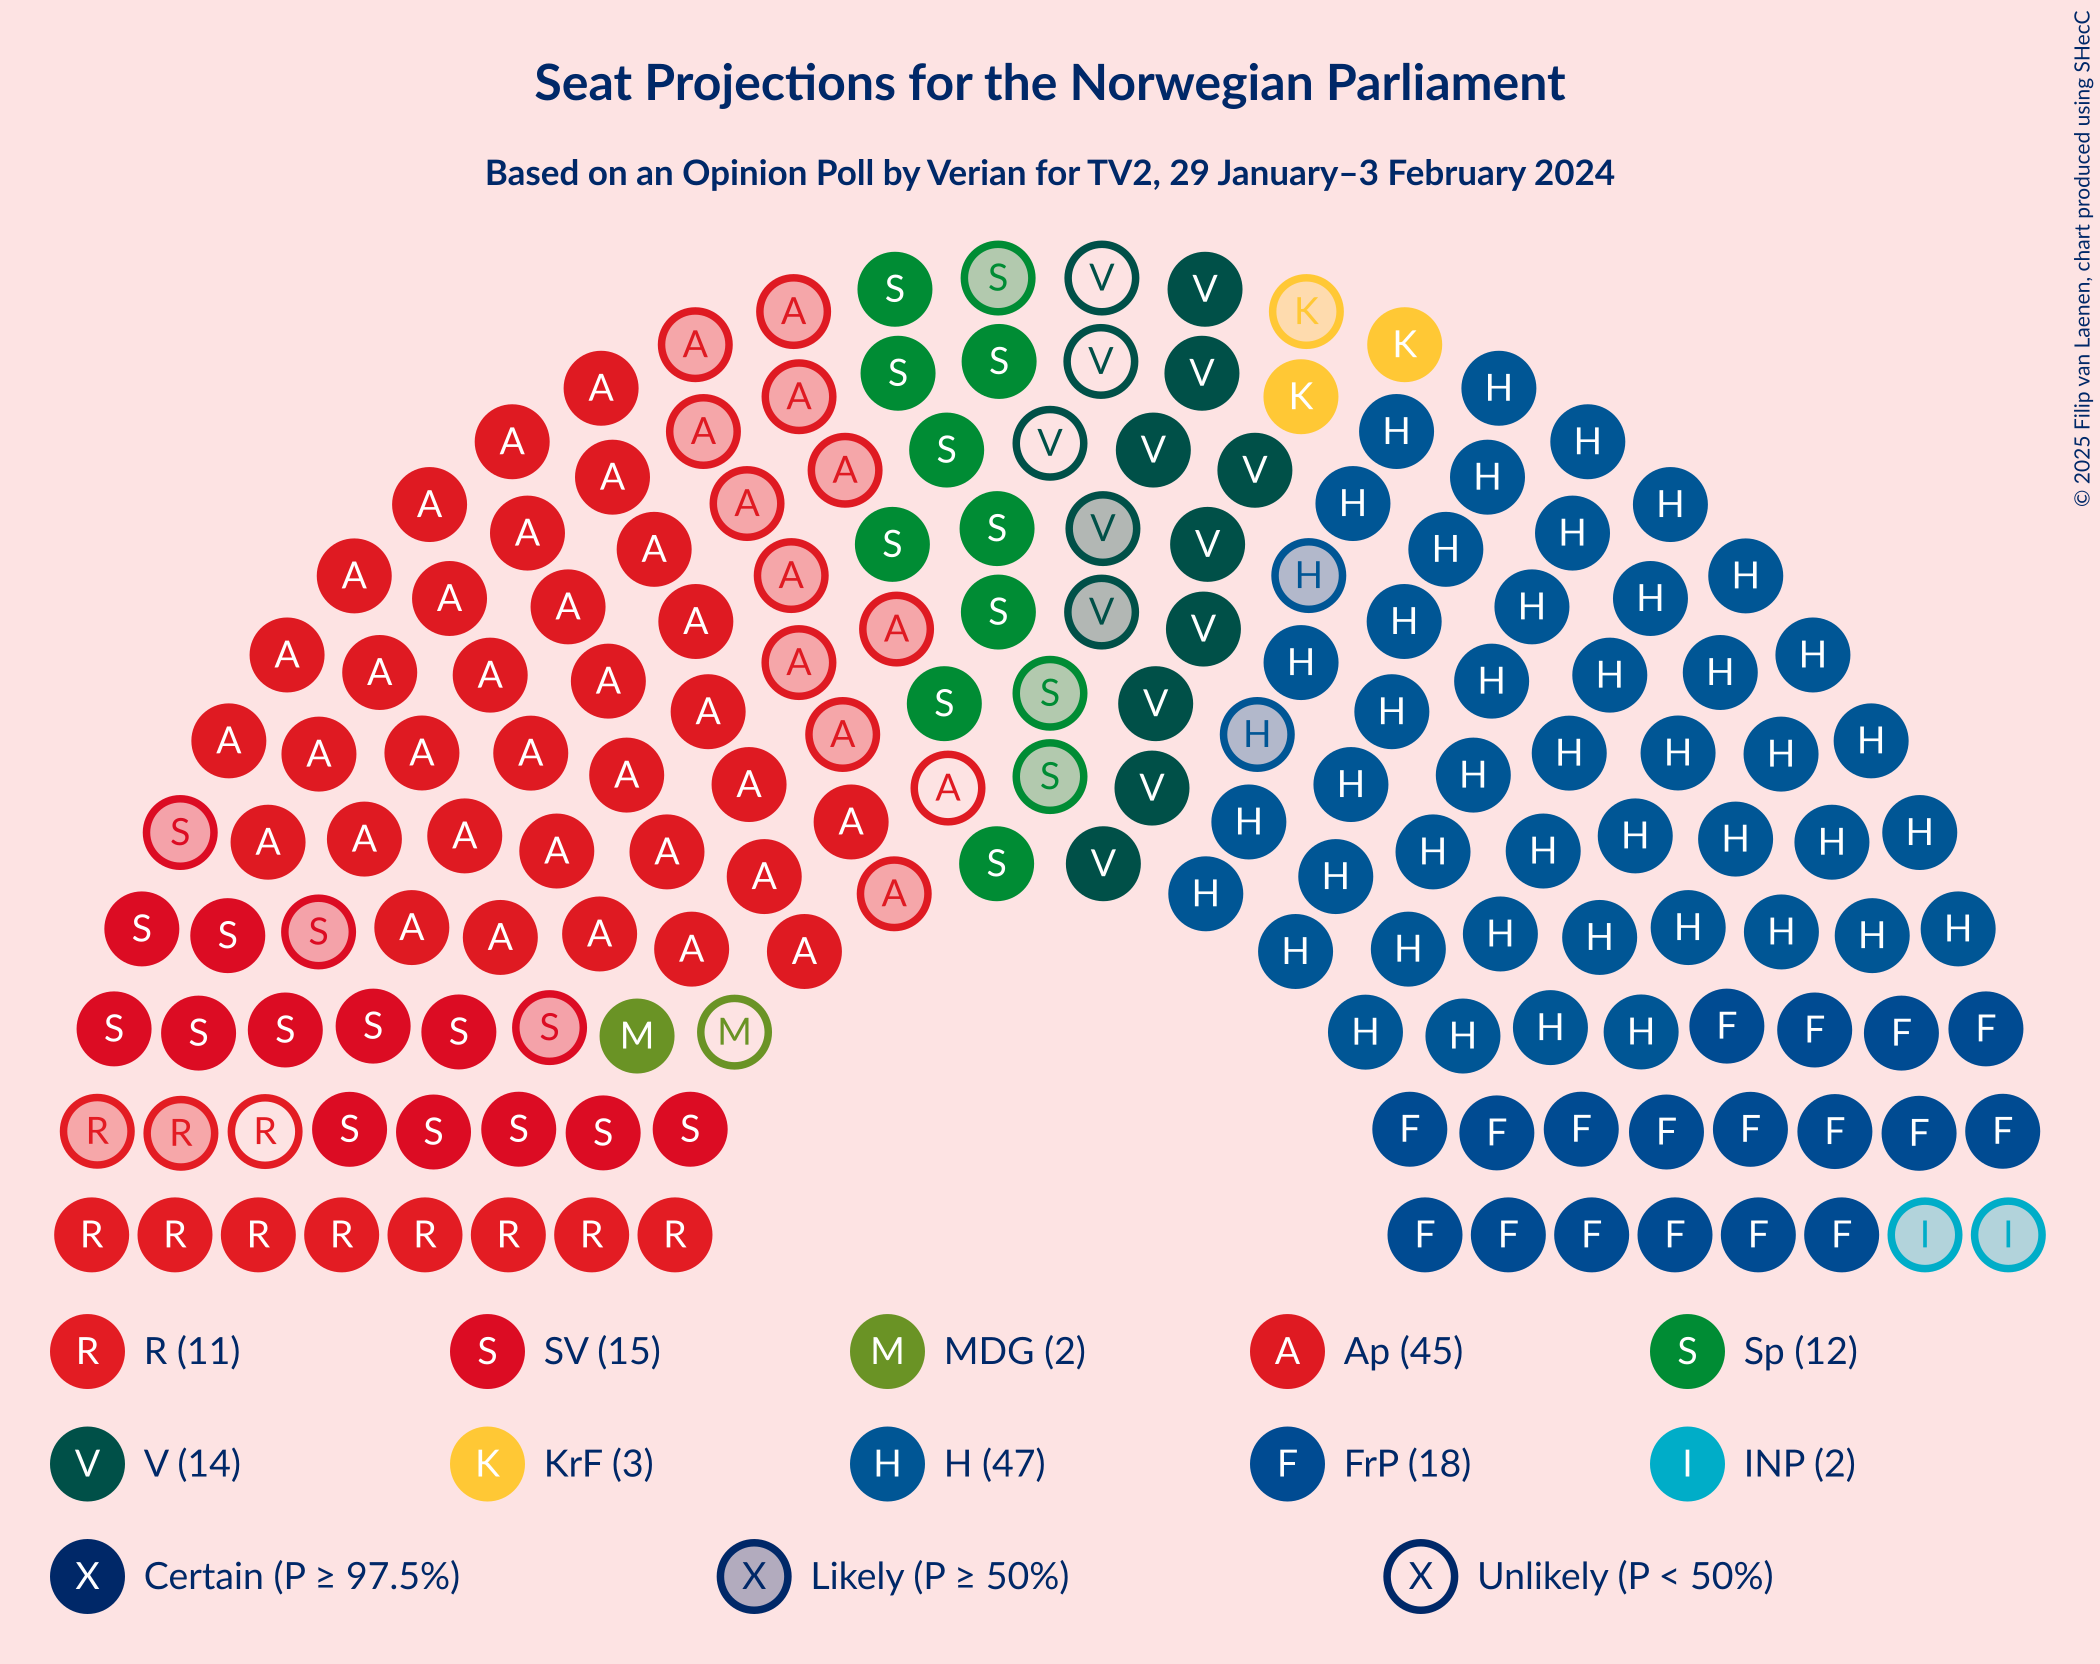 Seat Projections for the Norwegian Parliament
Based on an Opinion Poll by Verian for TV2, 29 January–3 February 2024
© 2025 Filip van Laenen, chart produced using SHecC
S S V V
A A K K
A S S V V H
A A A K H H
A A S V V V H H
A A A H H H
A A A S S V V H H H
A A A H H H
A A A A S V V H H H H
A A A A S V H H H H
A A A A A S H H H H H
A A A A A V H H H H
S A A A A A S V H H H H H H
A A A H H H
S S S A A A A A H H H H H H H H
S S S S S S M M H H H H F F F F
R R R S S S S S F F F F F F F F
R R R R R R R R F F F F F F I I
R R (11) S SV (15) M MDG (2) A Ap (45) S Sp (12)
V V (14) K KrF (3) H H (47) F FrP (18) I INP (2)
X Certain (P ≥ 97.5%) X Likely (P ≥ 50%) X Unlikely (P < 50%)